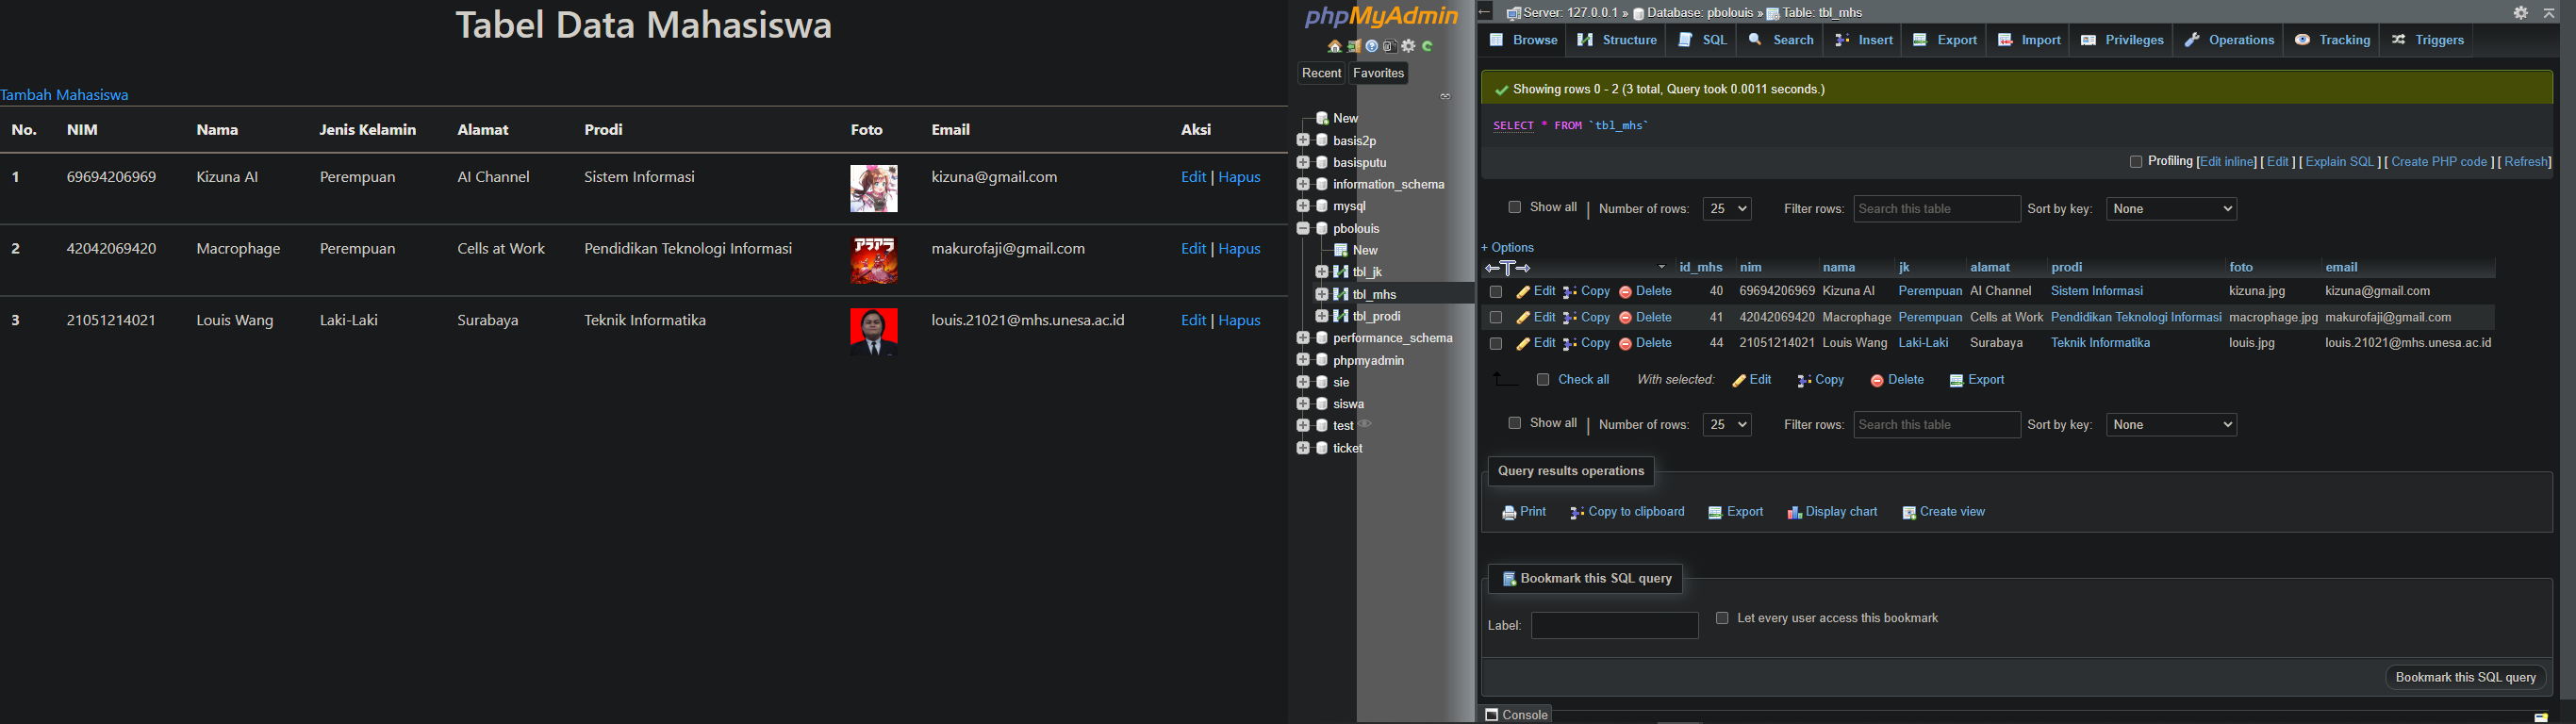 Tabel Data Mahasiswa
Tambah Mahasiswa
No. NIM Nama Jenis Kelamin Alamat Prodi Foto Email Aksi
1 69694206969 Kizuna AI Perempuan AI Channel Sistem Informasi kizuna@gmail.com Edit | Hapus
2 42042069420 Macrophage Perempuan Cells at Work Pendidikan Teknologi Informasi アラアラ makurofaji@gmail.com Edit | Hapus
3 21051214021 Louis Wang Laki-Laki Surabaya Teknik Informatika louis.21021@mhs.unesa.ac.id Edit | Hapus
phpMyAdmin
Recent Favorites
New
basis2p
basisputu
information_schema
mysql
pbolouis
New
tbl_jk
tbl_mhs
tbl_prodi
performance_schema
phpmyadmin
sie
siswa
test
ticket
Server: 127.0.0.1 » Database: pbolouis » Table: tbl_mhs
Browse Structure SQL Search Insert Export Import Privileges Operations Tracking Triggers
Showing rows 0 - 2 (3 total, Query took 0.0011 seconds.)
SELECT * FROM `tbl_mhs`
Profiling [Edit inline] [ Edit ] [ Explain SQL ] [ Create PHP code ] [ Refresh]
Show all | Number of rows: 25 Filter rows: Search this table Sort by key: None
+ Options
←T→ id_mhs nim nama jk alamat prodi foto email
Edit Copy Delete 40 69694206969 Kizuna AI Perempuan AI Channel Sistem Informasi kizuna.jpg kizuna@gmail.com
Edit Copy Delete 41 42042069420 Macrophage Perempuan Cells at Work Pendidikan Teknologi Informasi macrophage.jpg makurofaji@gmail.com
Edit Copy Delete 44 21051214021 Louis Wang Laki-Laki Surabaya Teknik Informatika louis.jpg louis.21021@mhs.unesa.ac.id
Check all With selected: Edit Copy Delete Export
Show all | Number of rows: 25 Filter rows: Search this table Sort by key: None
Query results operations
Print Copy to clipboard Export Display chart Create view
Bookmark this SQL query
Label: Let every user access this bookmark
Bookmark this SQL query
Console